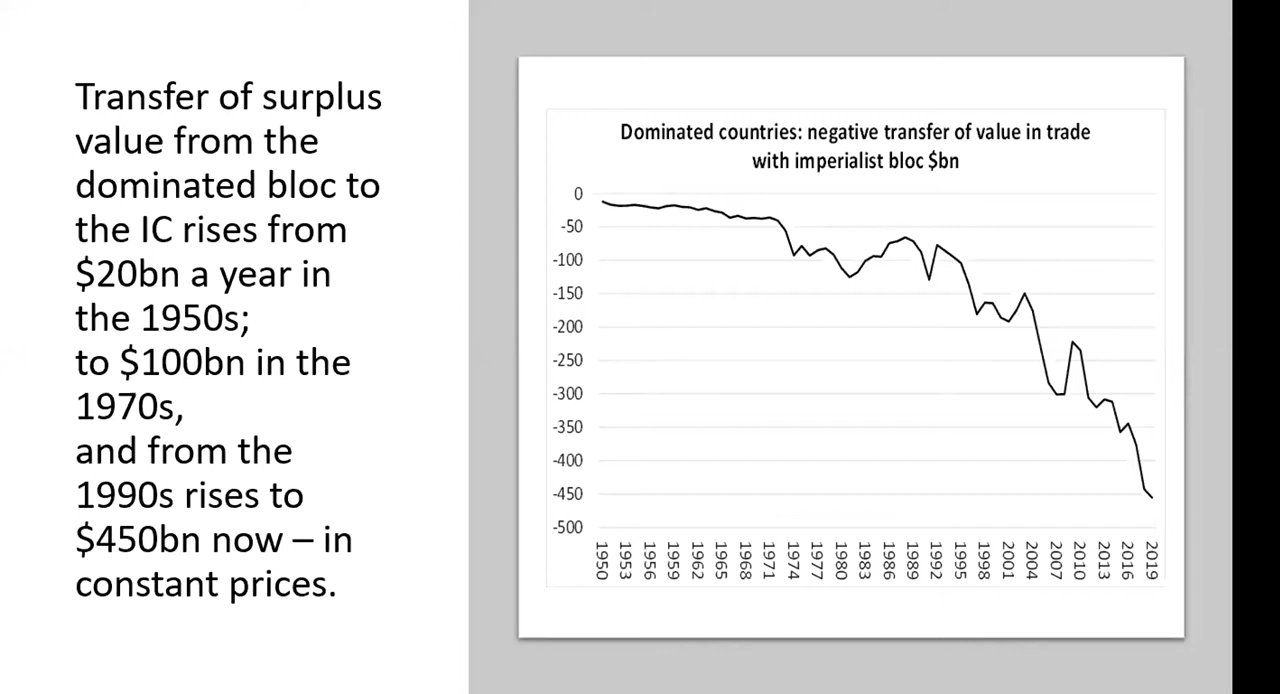 Transfer of surplus
value from the
dominated bloc to
the IC rises from
$20bn a year in
the 1950s;
to $100bn in the
1970s,
and from the
1990s rises to
$450bn now – in
constant prices.
Dominated countries: negative transfer of value in trade
with imperialist bloc $bn
0
-50
-100
-150
-200
-250
-300
-350
-400
-450
-500
1950
1953
1956
1959
1962
1965
1968
1971
1974
1977
1980
1983
1986
1989
1992
1995
1998
2001
2004
2007
2010
2013
2016
2019